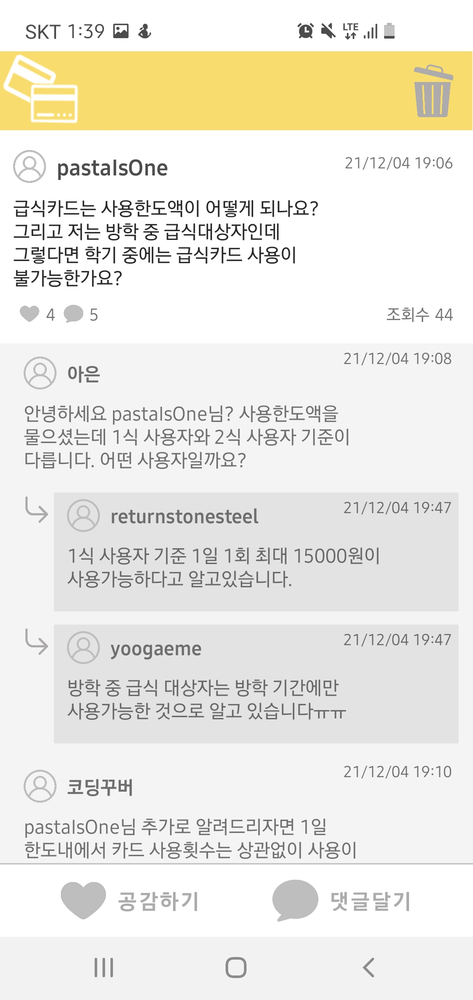 SKT 1:39
LTE
pastaIsOne
21/12/04 19:06
급식카드는 사용한도액이 어떻게 되나요?
그리고 저는 방학 중 급식대상자인데
그렇다면 학기 중에는 급식카드 사용이
불가능한가요?
4
5
조회수 44
아은
21/12/04 19:08
안녕하세요 pastaIsOne님? 사용한도액을
물으셨는데 1식 사용자와 2식 사용자 기준이
다릅니다. 어떤 사용자일까요?
returnstonesteel
21/12/04 19:47
1식 사용자 기준 1일 1회 최대 15000원이
사용가능하다고 알고있습니다.
yoogaeme
21/12/04 19:47
방학 중 급식 대상자는 방학 기간에만
사용가능한 것으로 알고 있습니다ㅠㅠ
코딩꾸버
21/12/04 19:10
pastaIsOne님 추가로 알려드리자면 1일
한도내에서 카드 사용횟수는 상관없이 사용이
공감하기
댓글달기